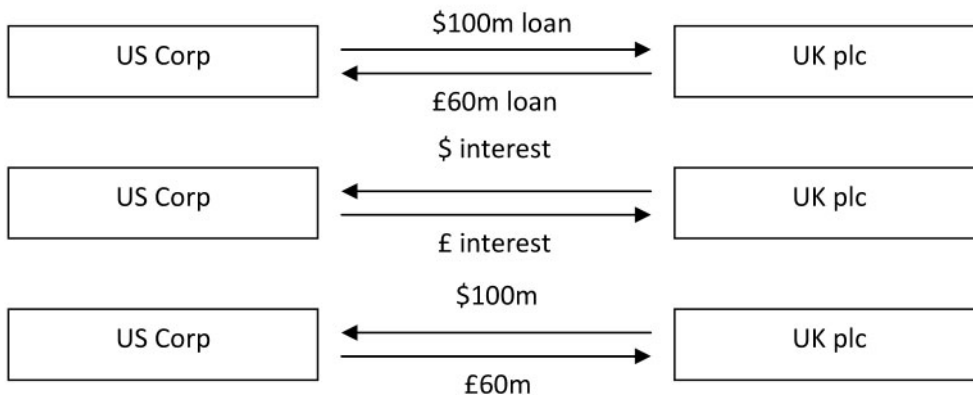 $100m loan
US Corp
UK plc
£60m loan
$ interest
US Corp
UK plc
£ interest
$100m
US Corp
UK plc
£60m